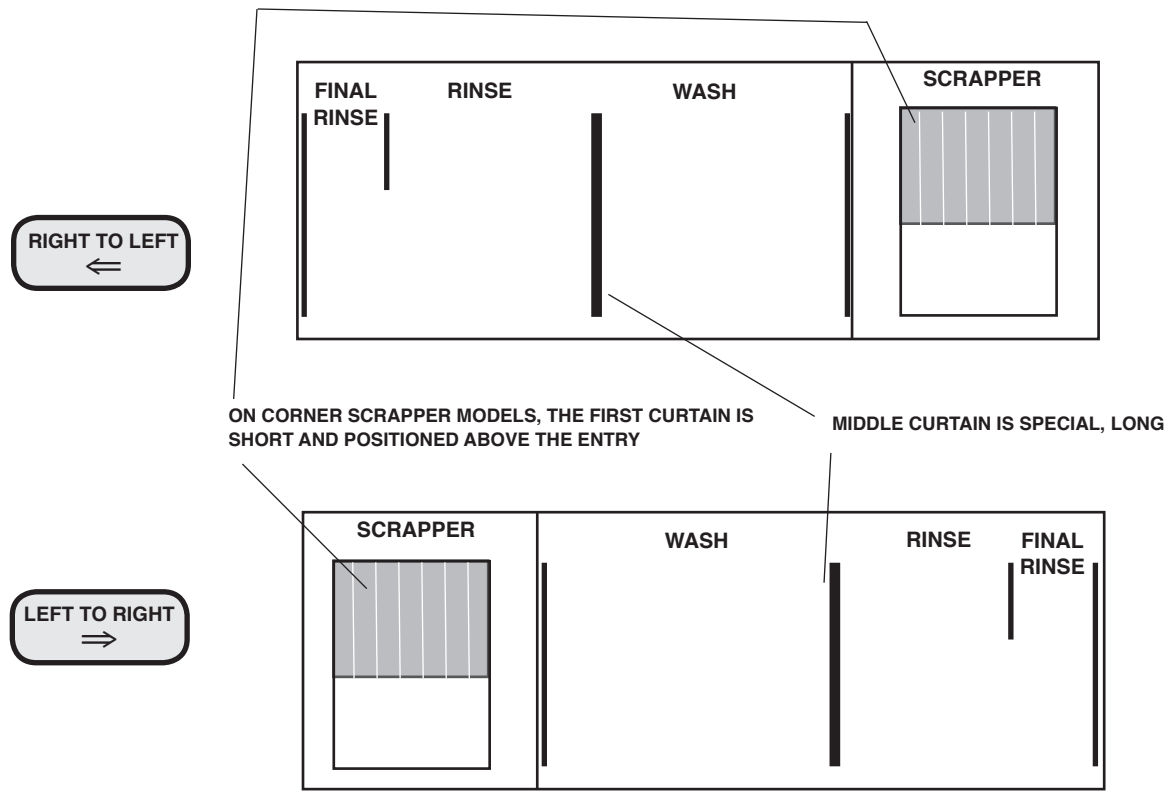 FINAL
RINSE
RINSE
WASH
SCRAPPER
RIGHT TO LEFT
ON CORNER SCRAPPER MODELS, THE FIRST CURTAIN IS
SHORT AND POSITIONED ABOVE THE ENTRY
MIDDLE CURTAIN IS SPECIAL, LONG
SCRAPPER
WASH
RINSE
FINAL
RINSE
LEFT TO RIGHT